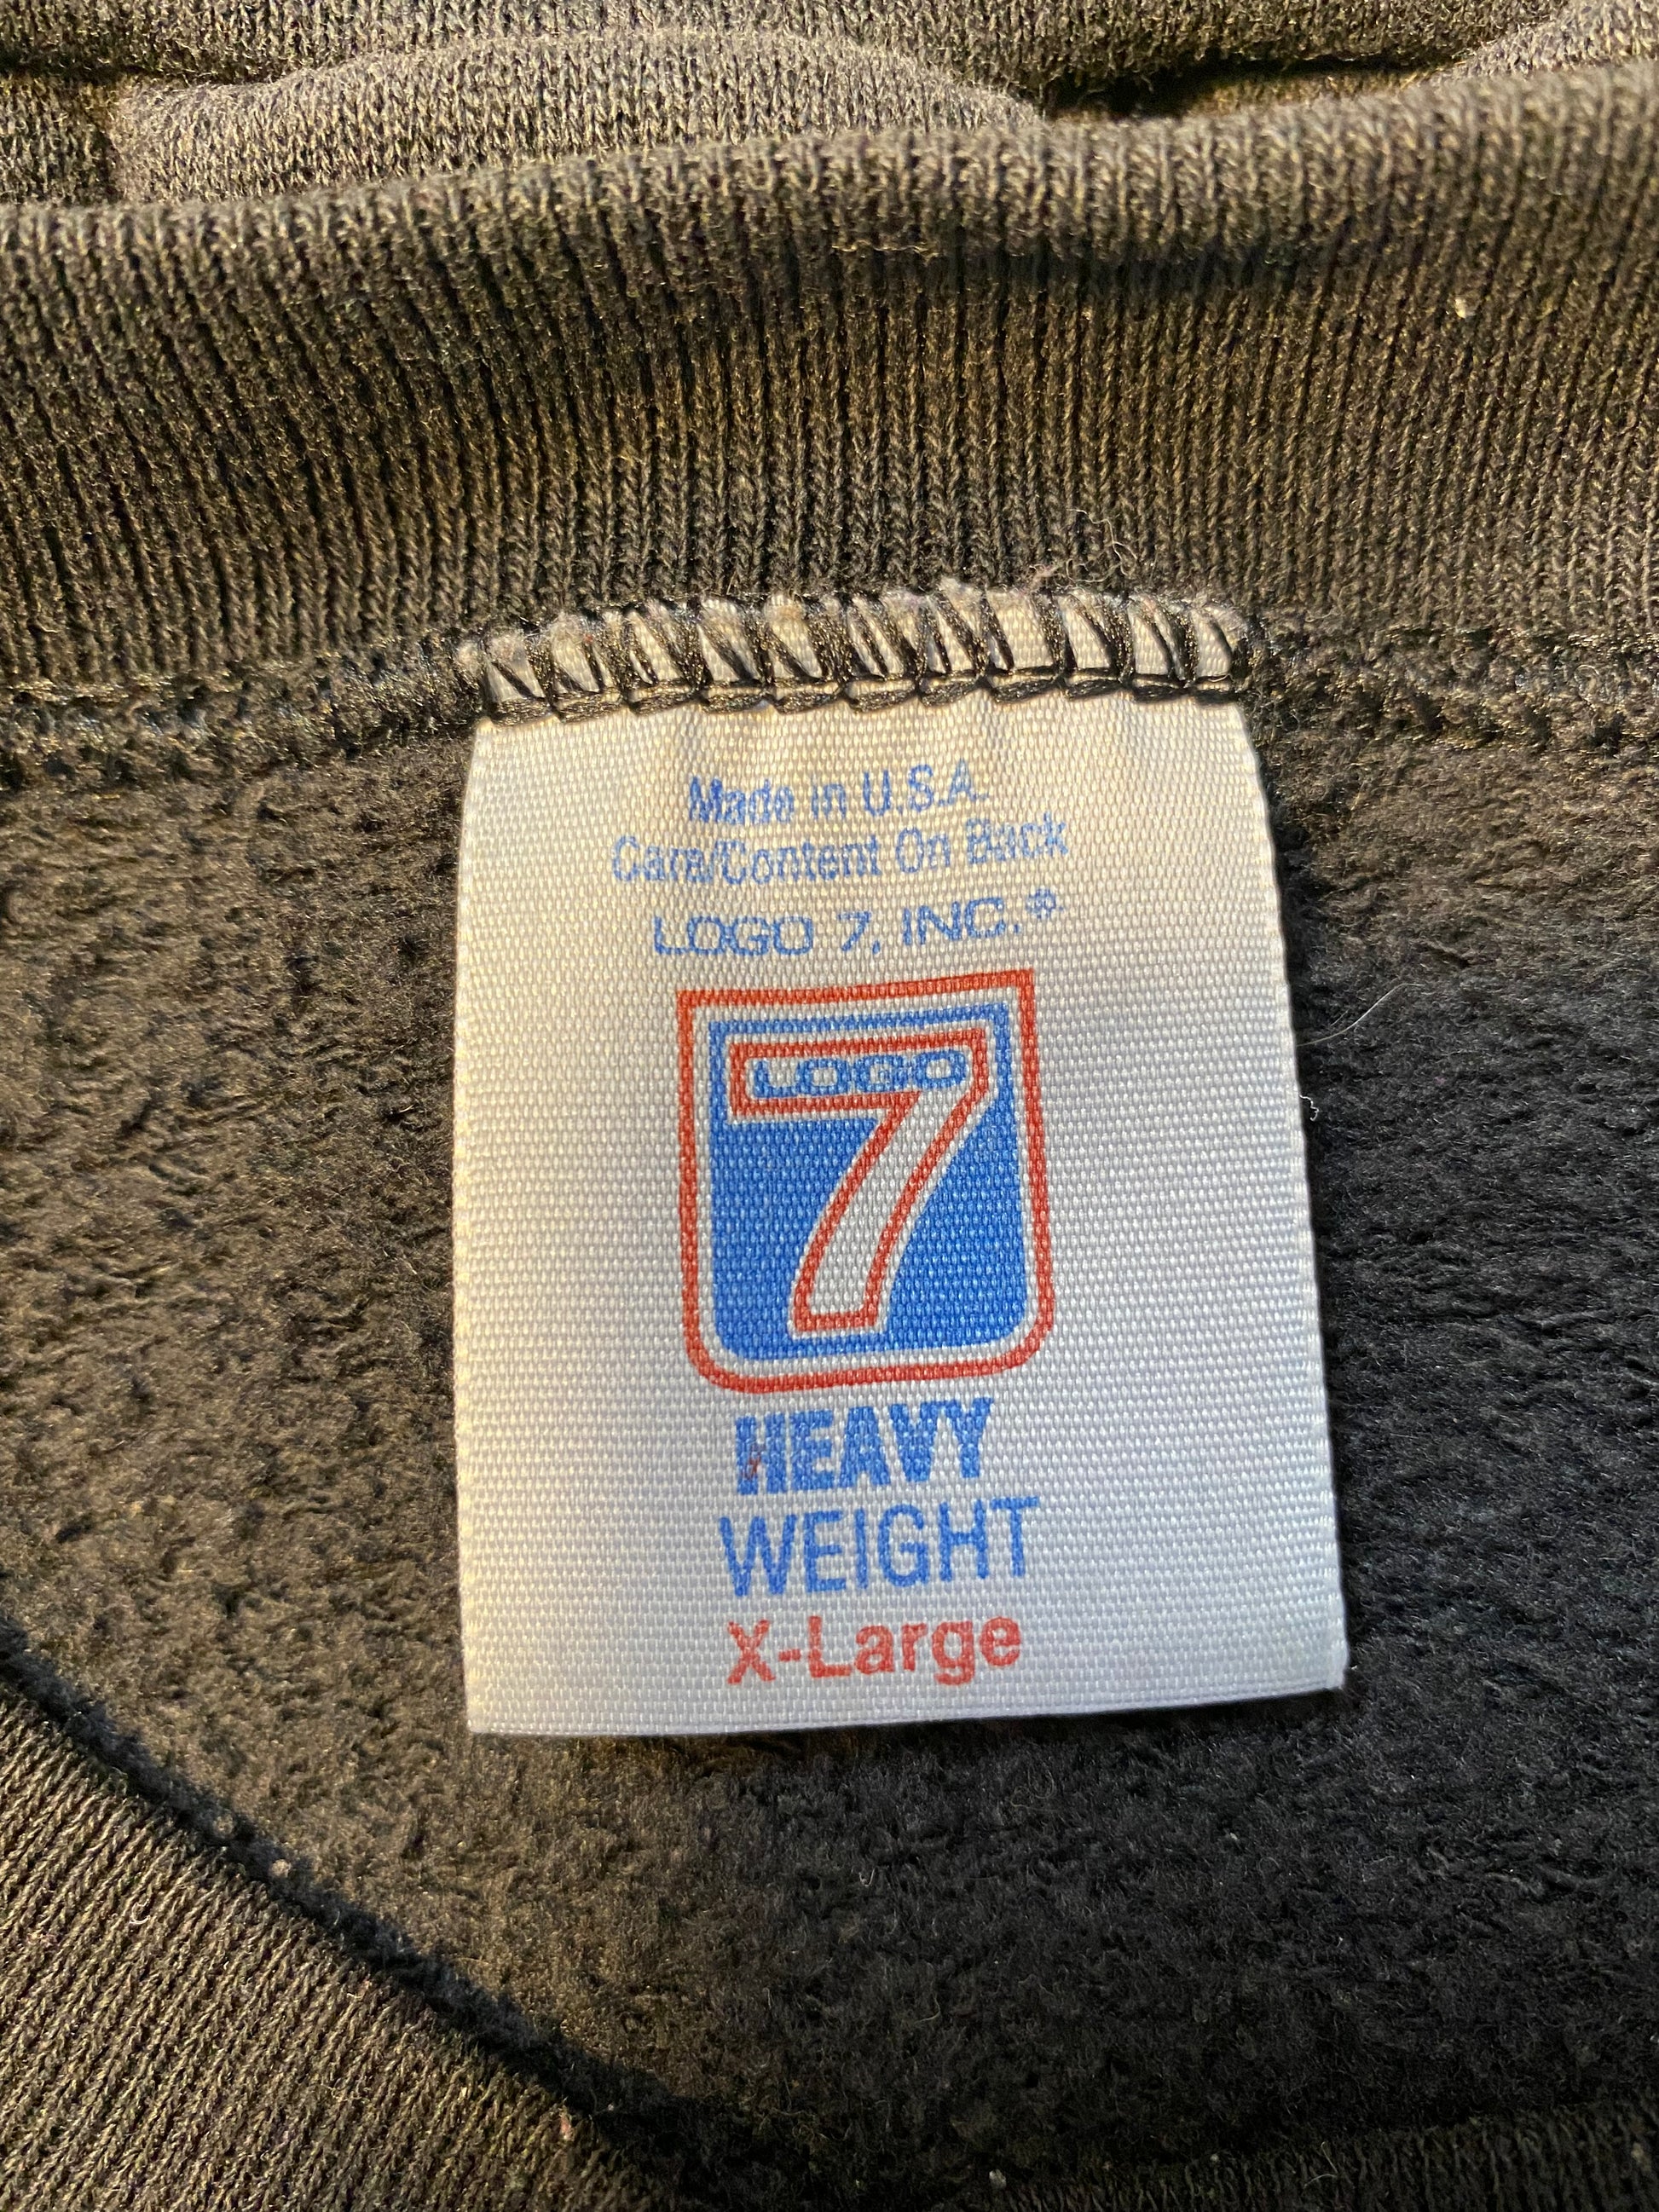 Made in U.S.A.
Care/Content On Back
LOGO 7, INC.®
LOGO
7
HEAVY
WEIGHT
X-Large